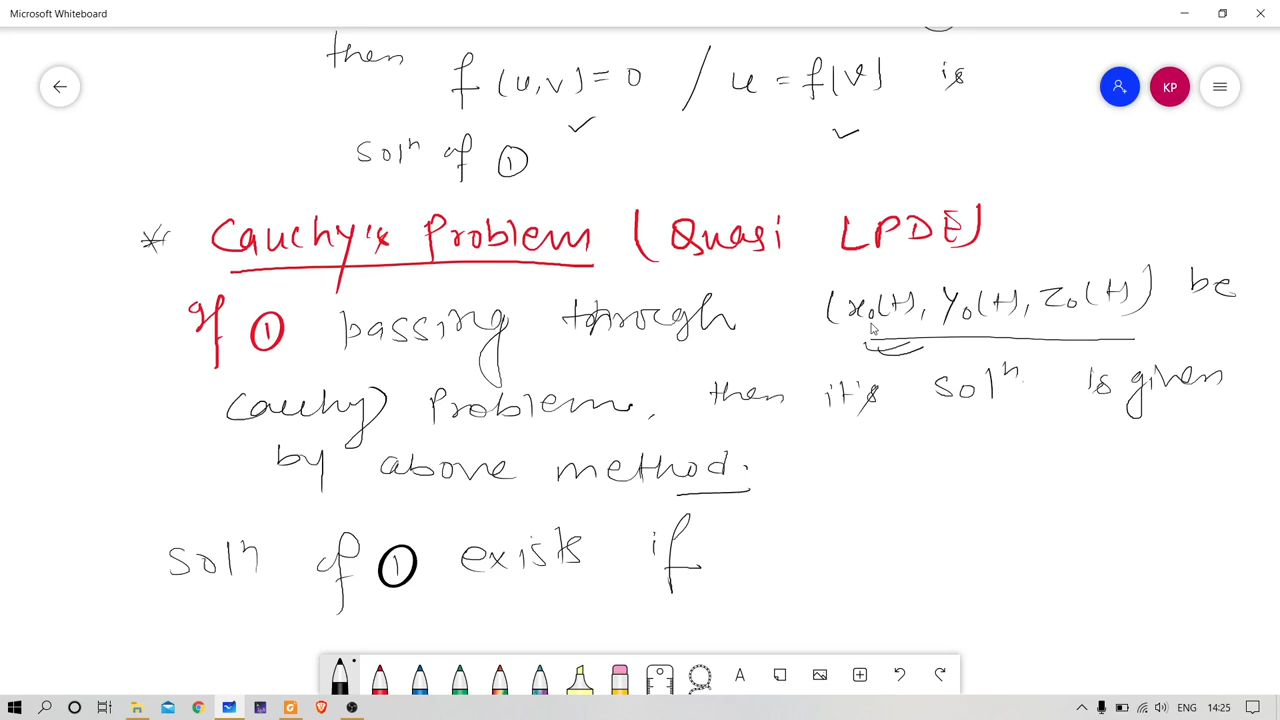 Microsoft Whiteboard
then f (u,v) = 0 / u = f(v) is
KP
solⁿ of ①
* Cauchy's Problem (Quasi LPDE)
If ① passing through (x₀(t), y₀(t), z₀(t)) be
Cauchy Problem, then it's solⁿ is given
by above method.
solⁿ of ① exists if
ENG 14:25